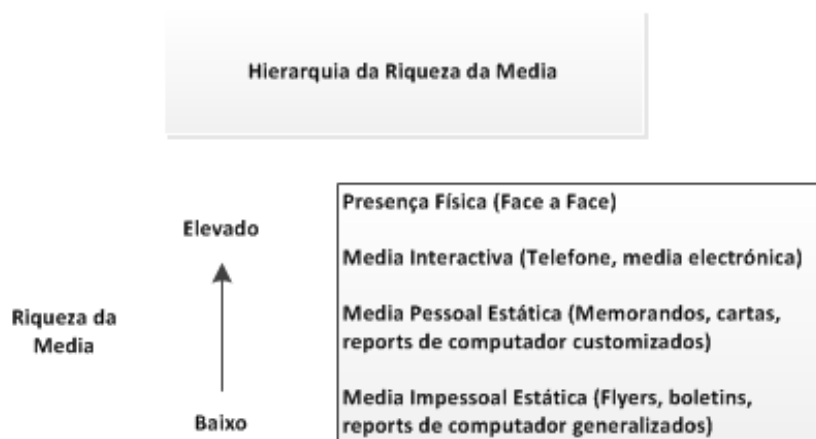 Hierarquia da Riqueza da Media
Elevado
Riqueza da
Media
Baixo
Presença Física (Face a Face)
Media Interactiva (Telefone, media electrónica)
Media Pessoal Estática (Memorandos, cartas,
reports de computador customizados)
Media Impessoal Estática (Flyers, boletins,
reports de computador generalizados)